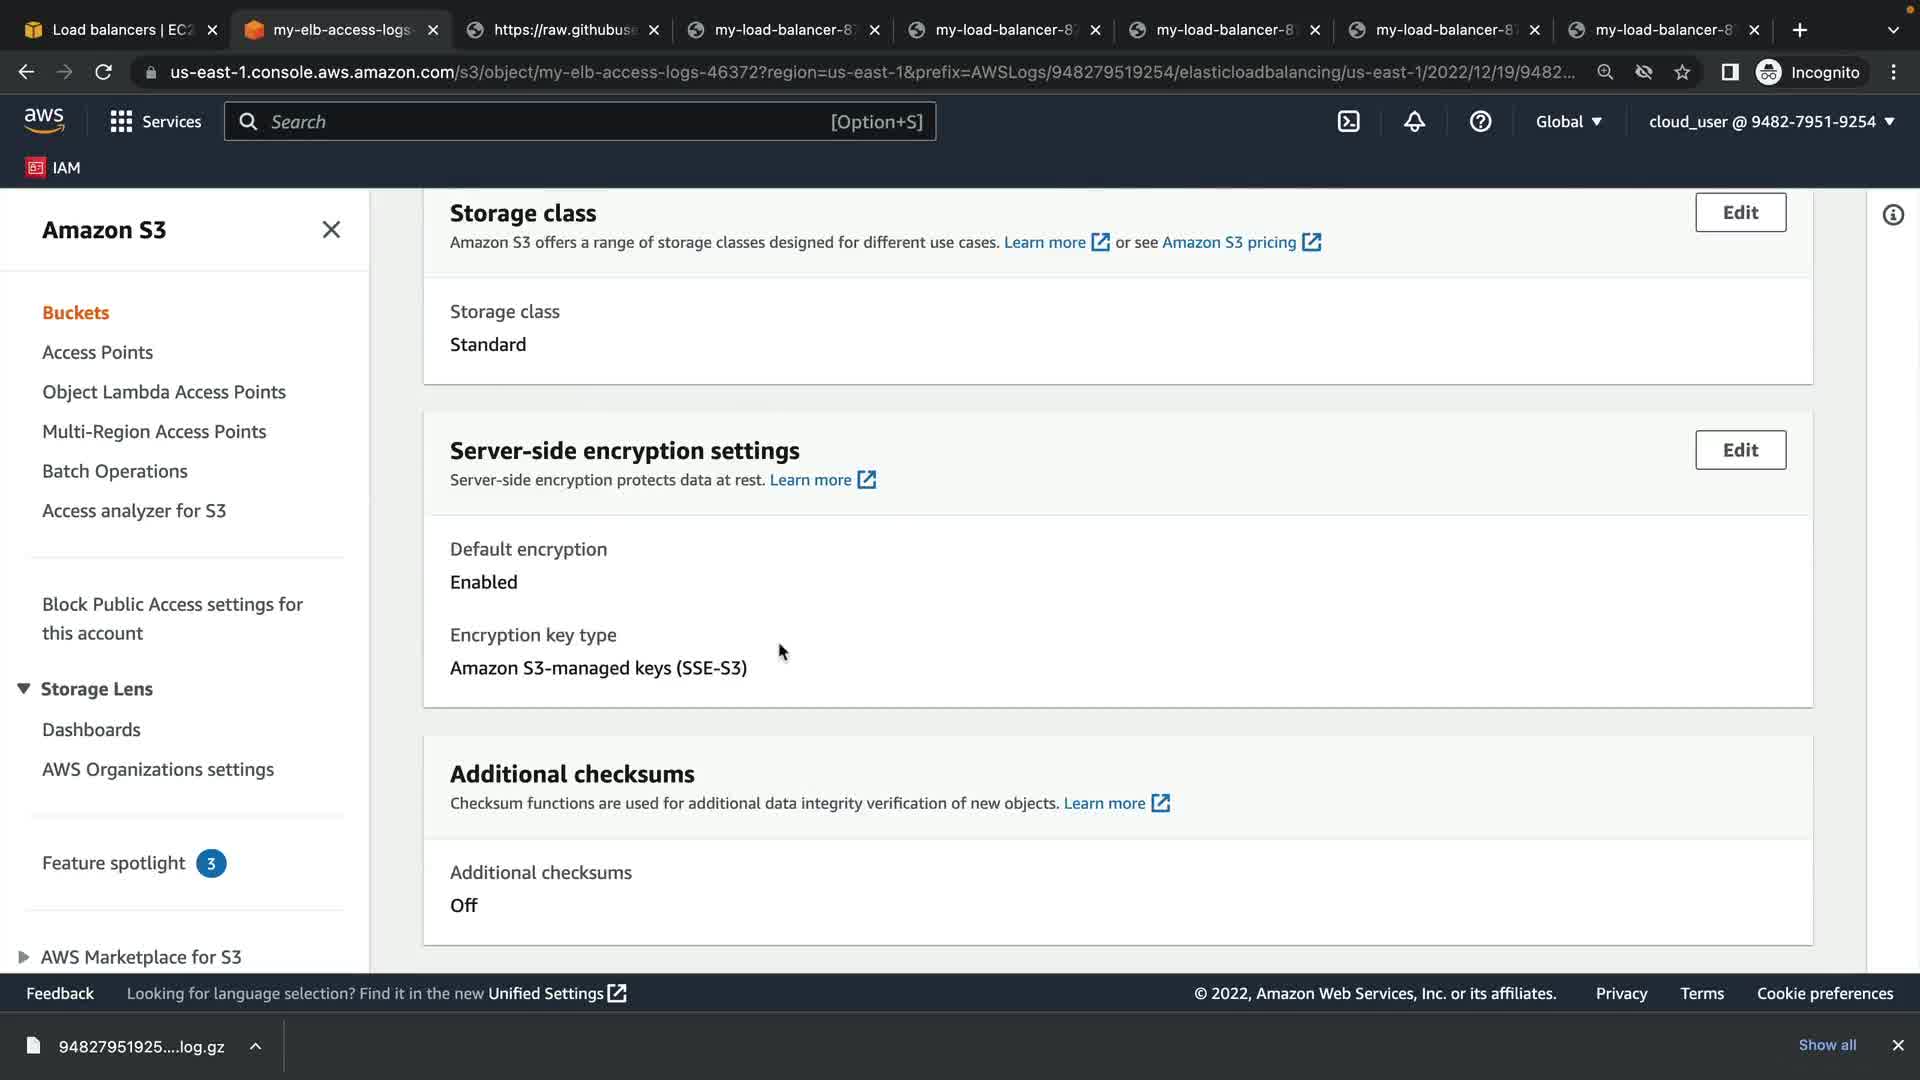 Load balancers | EC2
my-elb-access-logs-
https://raw.githubuse
my-load-balancer-87
my-load-balancer-87
my-load-balancer-8
my-load-balancer-87
my-load-balancer-8
us-east-1.console.aws.amazon.com/s3/object/my-elb-access-logs-46372?region=us-east-1&prefix=AWSLogs/948279519254/elasticloadbalancing/us-east-1/2022/12/19/9482...
Incognito
aws
Services
Search
[Option+S]
Global
cloud_user @ 9482-7951-9254
IAM
Amazon S3
Buckets
Access Points
Object Lambda Access Points
Multi-Region Access Points
Batch Operations
Access analyzer for S3
Block Public Access settings for
this account
Storage Lens
Dashboards
AWS Organizations settings
Feature spotlight 3
AWS Marketplace for S3
Storage class
Edit
Amazon S3 offers a range of storage classes designed for different use cases. Learn more or see Amazon S3 pricing
Storage class
Standard
Server-side encryption settings
Edit
Server-side encryption protects data at rest. Learn more
Default encryption
Enabled
Encryption key type
Amazon S3-managed keys (SSE-S3)
Additional checksums
Checksum functions are used for additional data integrity verification of new objects. Learn more
Additional checksums
Off
Feedback
Looking for language selection? Find it in the new Unified Settings
© 2022, Amazon Web Services, Inc. or its affiliates.
Privacy
Terms
Cookie preferences
94827951925....log.gz
Show all